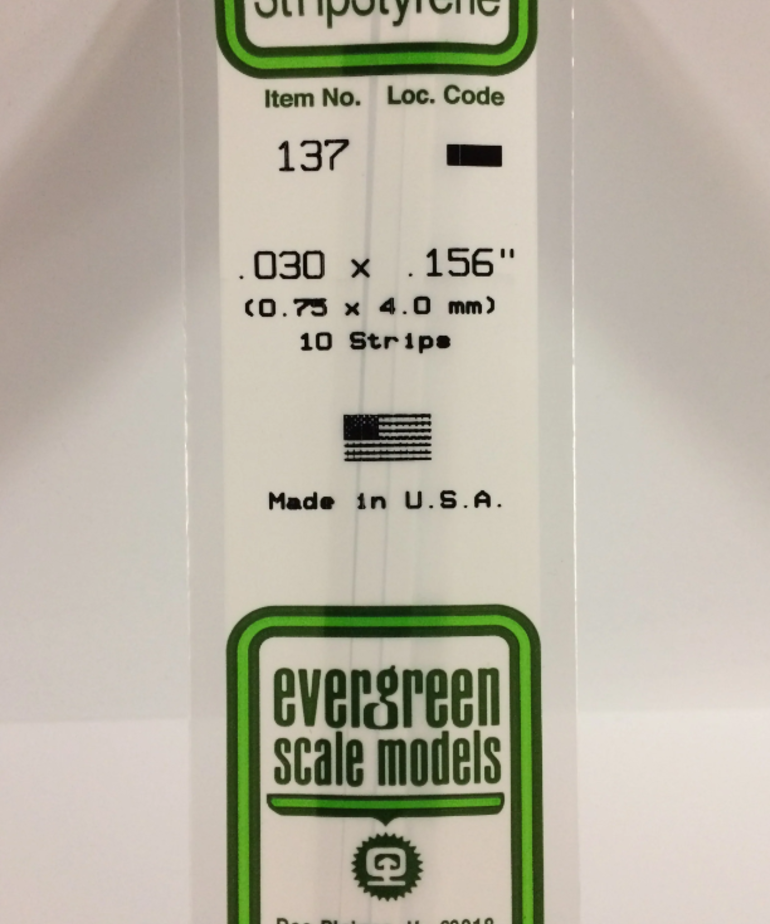 Item No. Loc. Code
137
.030 x .156"
(0.75 x 4.0 mm)
10 Strips
Made in U.S.A.
evergreen
scale models